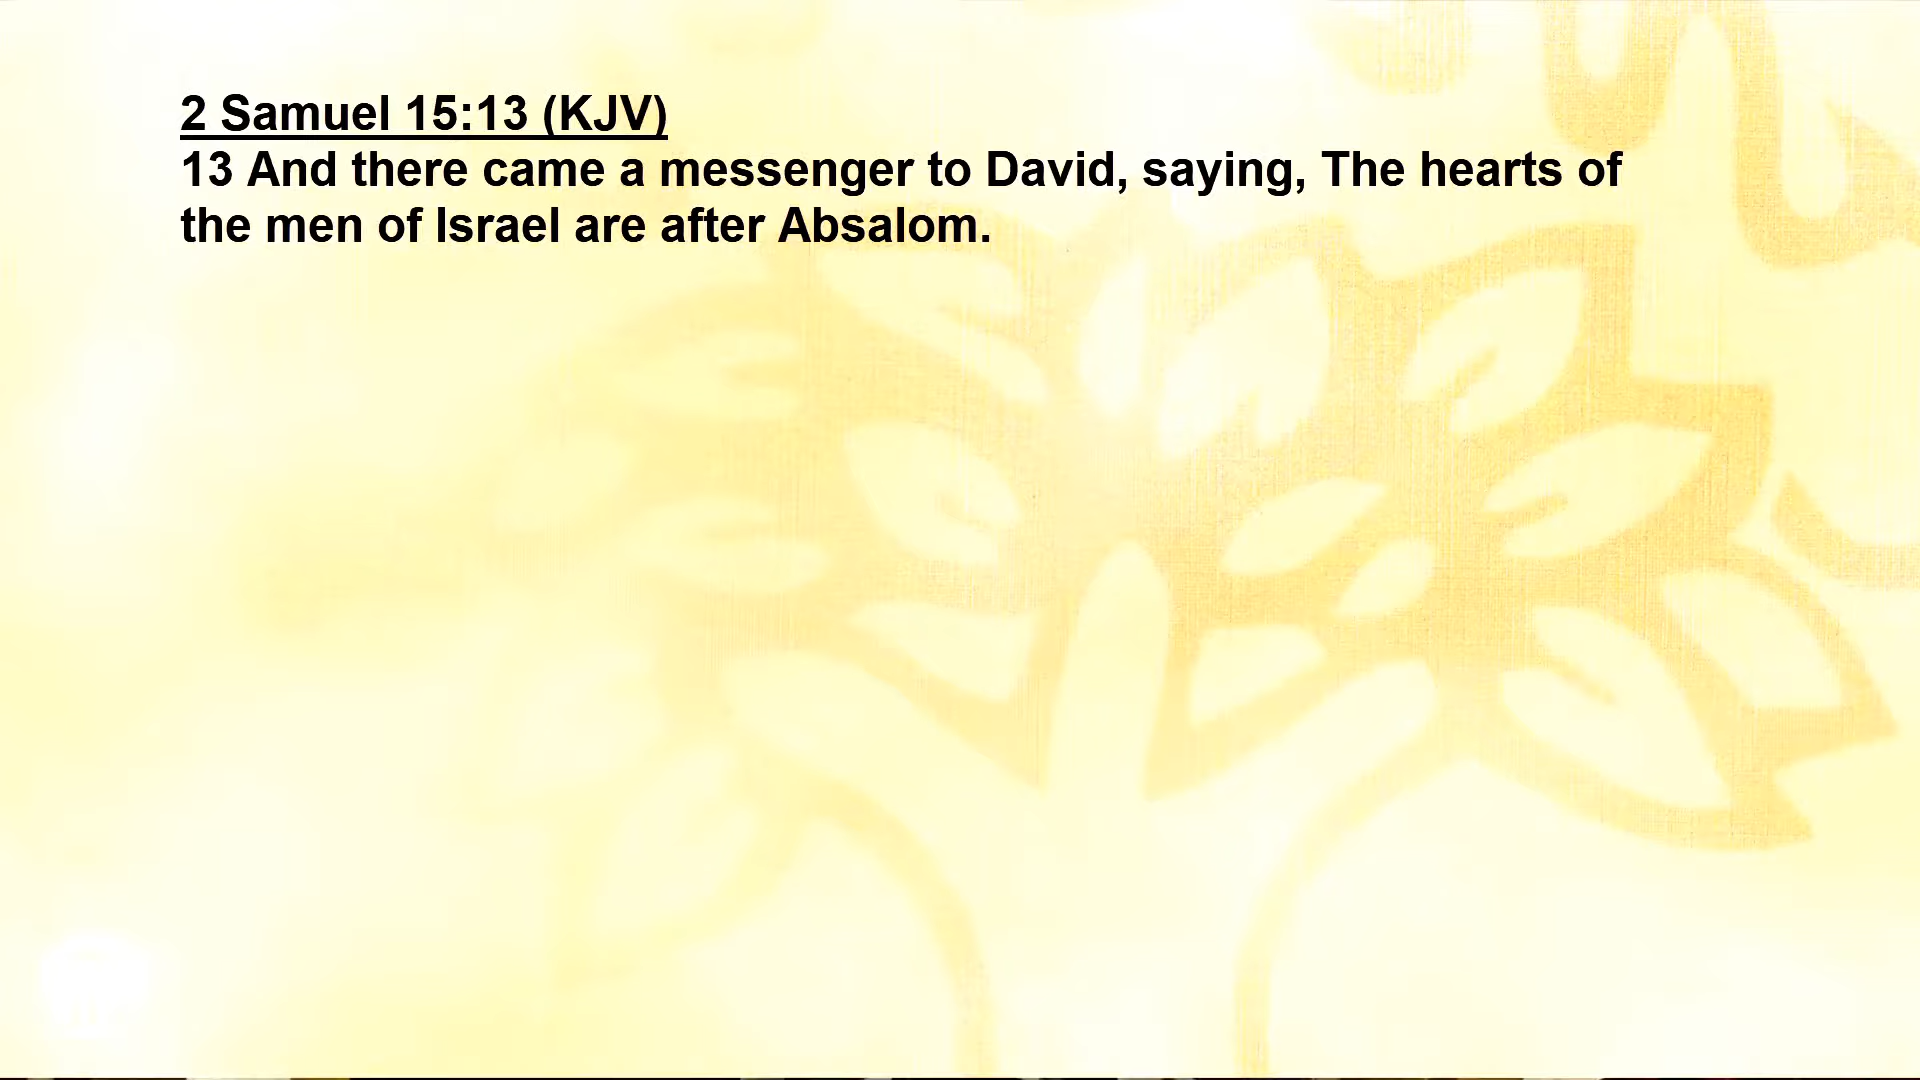 2 Samuel 15:13 (KJV)
13 And there came a messenger to David, saying, The hearts of
the men of Israel are after Absalom.